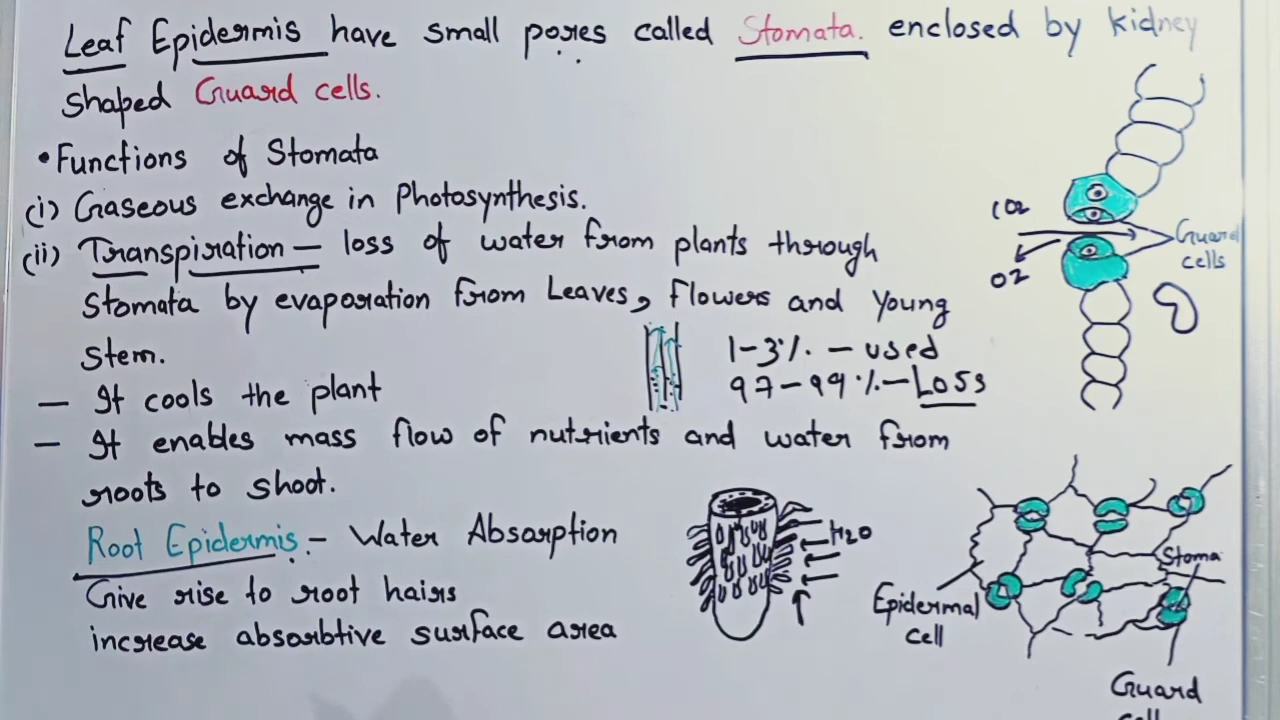 Leaf Epidermis have small pores called Stomata. enclosed by kidney
shaped Guard cells.
• Functions of Stomata
(i) Gaseous exchange in Photosynthesis.
(ii) Transpiration — loss of water from plants through
stomata by evaporation from Leaves, flowers and young
stem.
1-3% - used
97-99% - Loss
— It cools the plant
— It enables mass flow of nutrients and water from
roots to shoot.
Root Epidermis:- Water Absorption
Give rise to root hairs
increase absorbtive surface area
CO2
O2
Guard
cells
H2O
Epidermal
cell
Stoma
Guard
cell